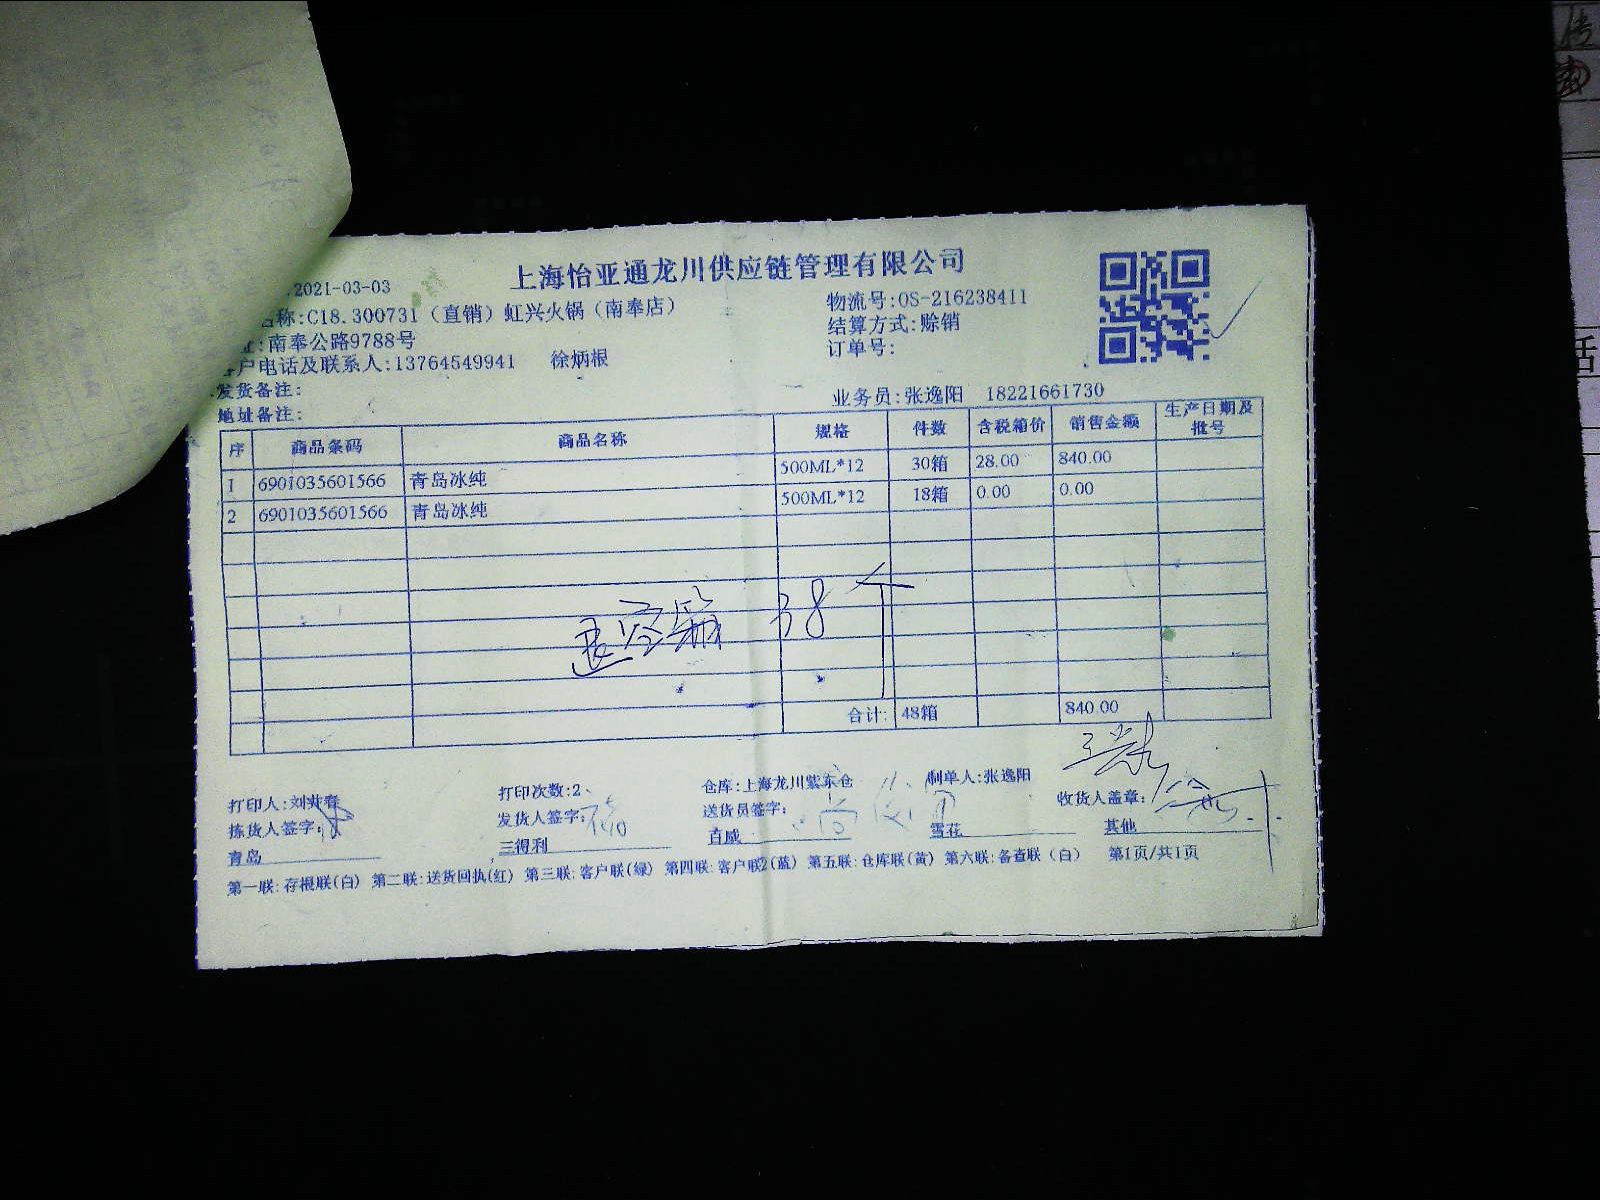 上海怡亚通龙川供应链管理有限公司
2021-03-03
名称:C18.300731（直销）虹兴火锅（南奉店） 物流号:OS-216238411
址:南奉公路9788号 结算方式:赊销
客户电话及联系人:13764549941 徐炳根 订单号:
发货备注:
地址备注: 业务员:张逸阳 18221661730
序 商品条码 商品名称 规格 件数 含税箱价 销售金额 生产日期及批号
1 6901035601566 青岛冰纯 500ML*12 30箱 28.00 840.00
2 6901035601566 青岛冰纯 500ML*12 18箱 0.00 0.00
退空箱 38个
合计: 48箱 840.00
打印人:刘共春 打印次数:2 仓库:上海龙川紫东仓 制单人:张逸阳
拣货人签字: 发货人签字: 送货员签字: 收货人盖章:
青岛 三得利 百威 雪花 其他
第一联:存根联(白) 第二联:送货回执(红) 第三联:客户联(绿) 第四联:客户联2(蓝) 第五联:仓库联(黄) 第六联:备查联（白） 第1页/共1页